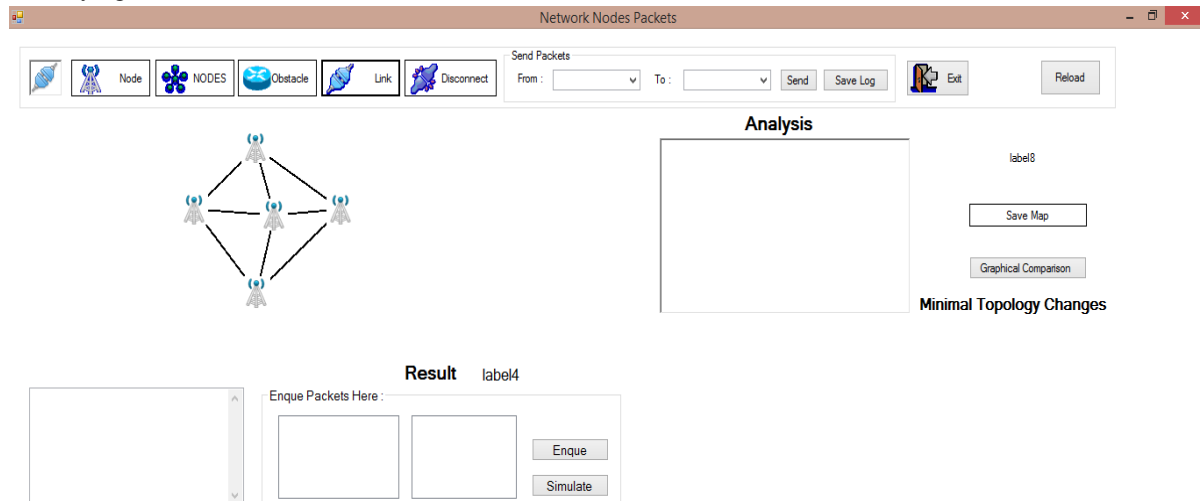 Network Nodes Packets
Send Packets
Node NODES Obstacle Link Disconnect From : To : Send Save Log Exit Reload
Analysis
label8
Save Map
Graphical Comparison
Minimal Topology Changes
Result label4
Enque Packets Here :
Enque
Simulate